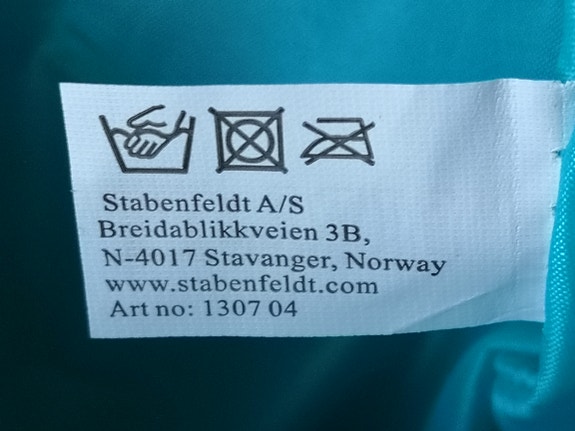 Stabenfeldt A/S
Breidablikkveien 3B,
N-4017 Stavanger, Norway
www.stabenfeldt.com
Art no: 1307 04